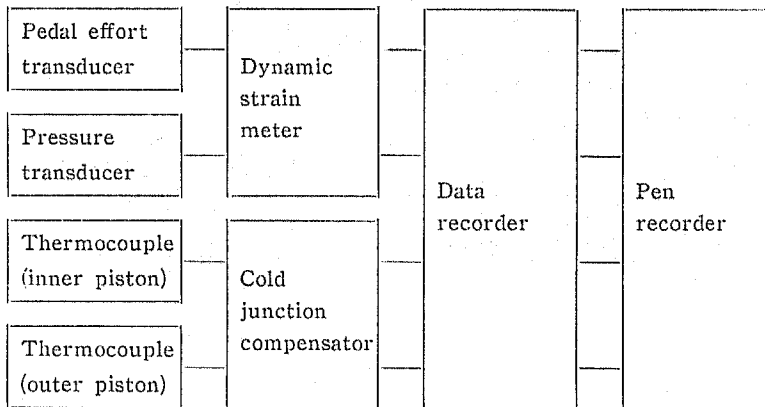 Pedal effort
transducer
Pressure
transducer
Thermocouple
(inner piston)
Thermocouple
(outer piston)
Dynamic
strain
meter
Cold
junction
compensator
Data
recorder
Pen
recorder